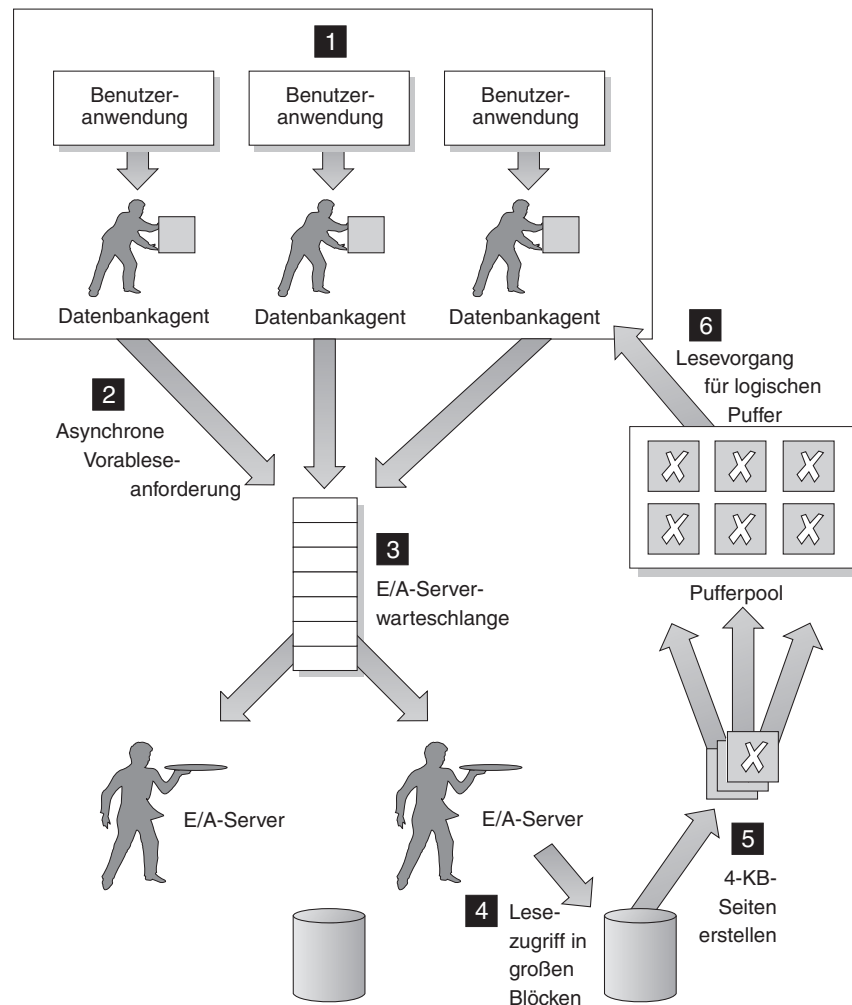 1
Benutzer-
anwendung
Benutzer-
anwendung
Benutzer-
anwendung
Datenbankagent
Datenbankagent
Datenbankagent
2
Asynchrone
Vorablese-
anforderung
3
E/A-Server-
warteschlange
E/A-Server
E/A-Server
4
Lese-
zugriff in
großen
Blöcken
5
4-KB-
Seiten
erstellen
6
Lesevorgang
für logischen
Puffer
X X X
X X X
Pufferpool
X